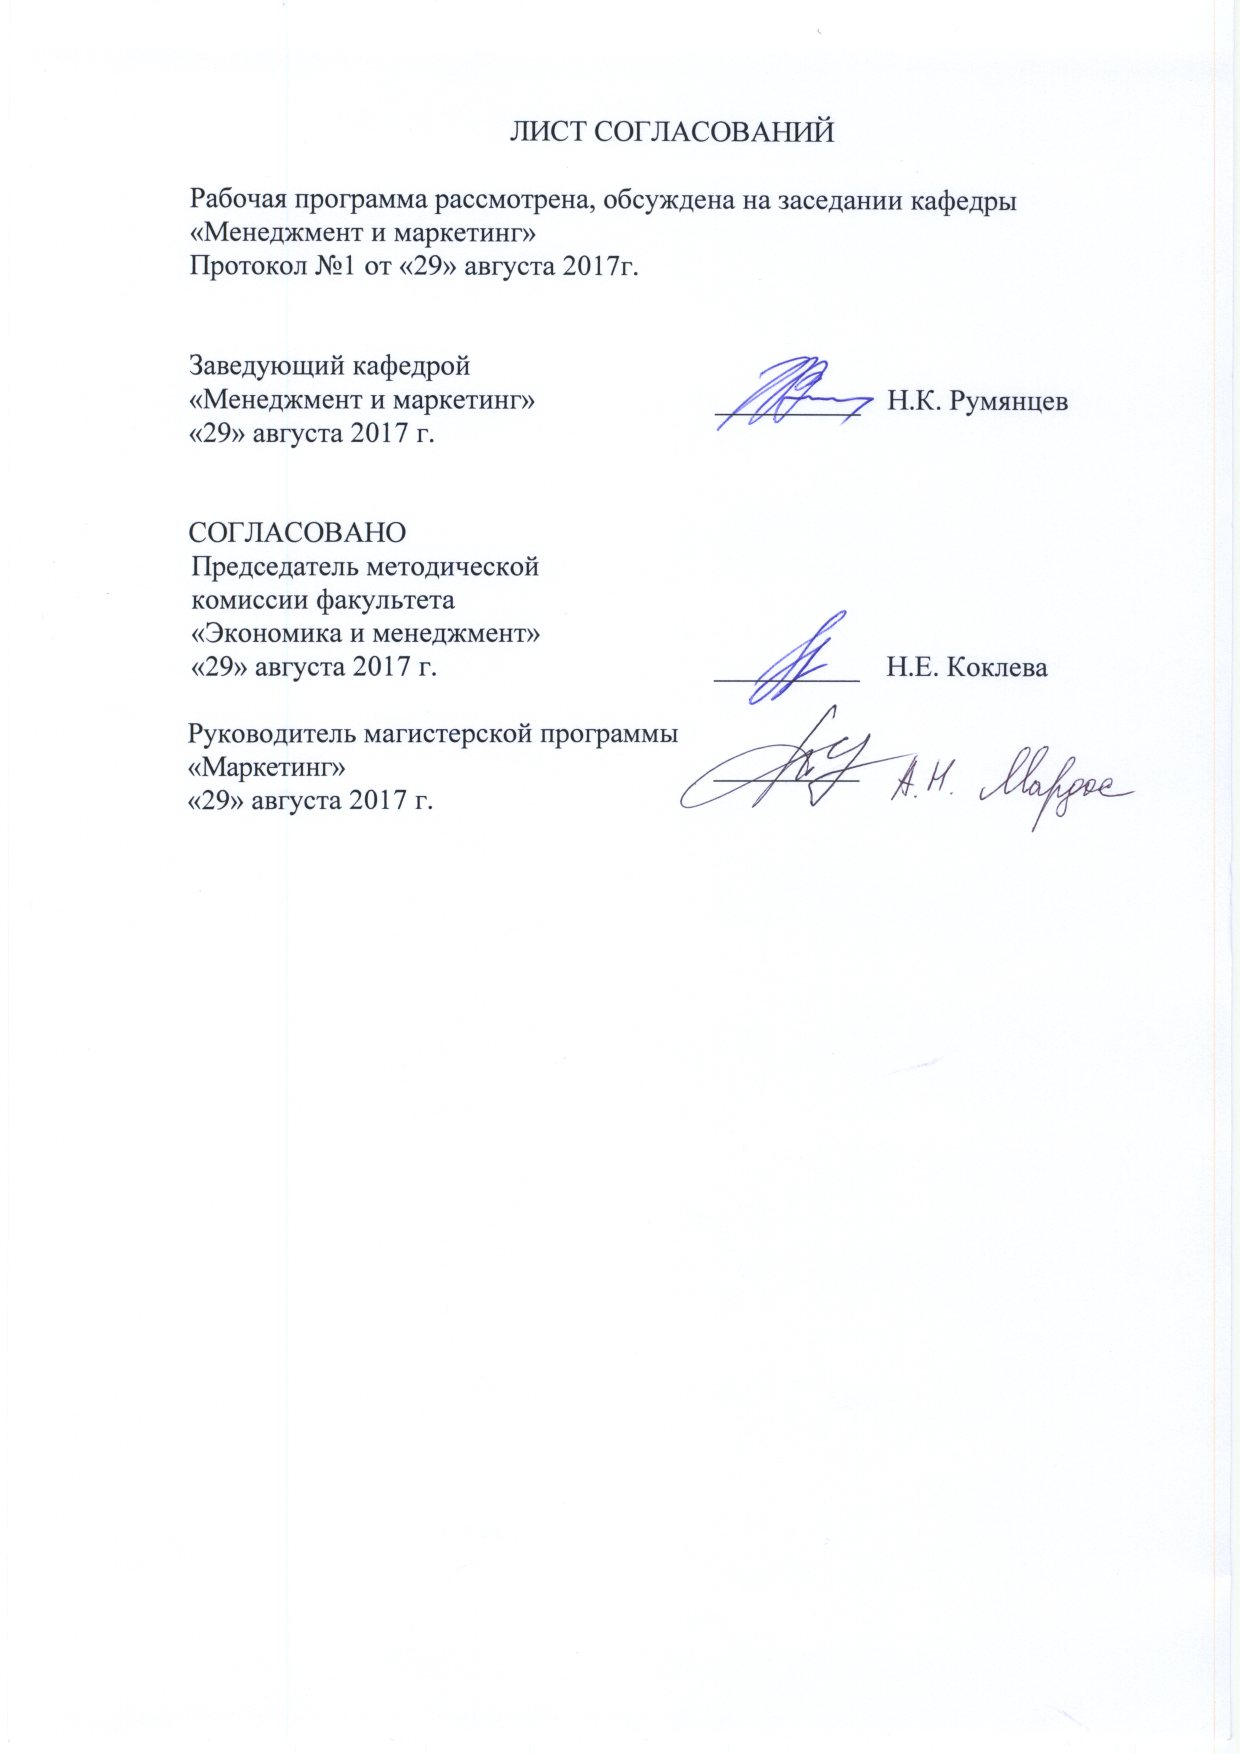 ЛИСТ СОГЛАСОВАНИЙ
Рабочая программа рассмотрена, обсуждена на заседании кафедры
«Менеджмент и маркетинг»
Протокол №1 от «29» августа 2017г.
Заведующий кафедрой
«Менеджмент и маркетинг» Н.К. Румянцев
«29» августа 2017 г.
СОГЛАСОВАНО
Председатель методической
комиссии факультета
«Экономика и менеджмент»
«29» августа 2017 г. Н.Е. Коклева
Руководитель магистерской программы
«Маркетинг» А.Н. Мардас
«29» августа 2017 г.